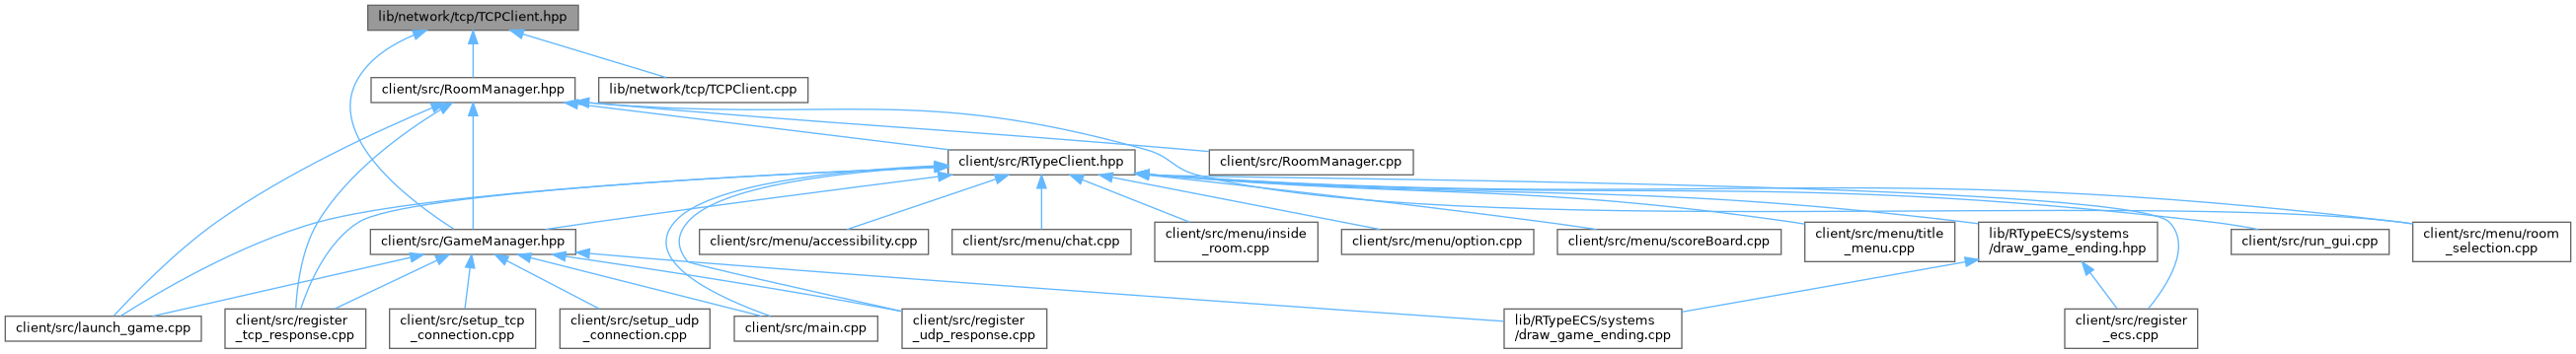 lib/network/tcp/TCPClient.hpp
client/src/RoomManager.hpp
lib/network/tcp/TCPClient.cpp
client/src/RTypeClient.hpp
client/src/RoomManager.cpp
client/src/GameManager.hpp
client/src/menu/accessibility.cpp
client/src/menu/chat.cpp
client/src/menu/inside
_room.cpp
client/src/menu/option.cpp
client/src/menu/scoreBoard.cpp
client/src/menu/title
_menu.cpp
lib/RTypeECS/systems
/draw_game_ending.hpp
client/src/run_gui.cpp
client/src/menu/room
_selection.cpp
client/src/launch_game.cpp
client/src/register
_tcp_response.cpp
client/src/setup_tcp
_connection.cpp
client/src/setup_udp
_connection.cpp
client/src/main.cpp
client/src/register
_udp_response.cpp
lib/RTypeECS/systems
/draw_game_ending.cpp
client/src/register
_ecs.cpp